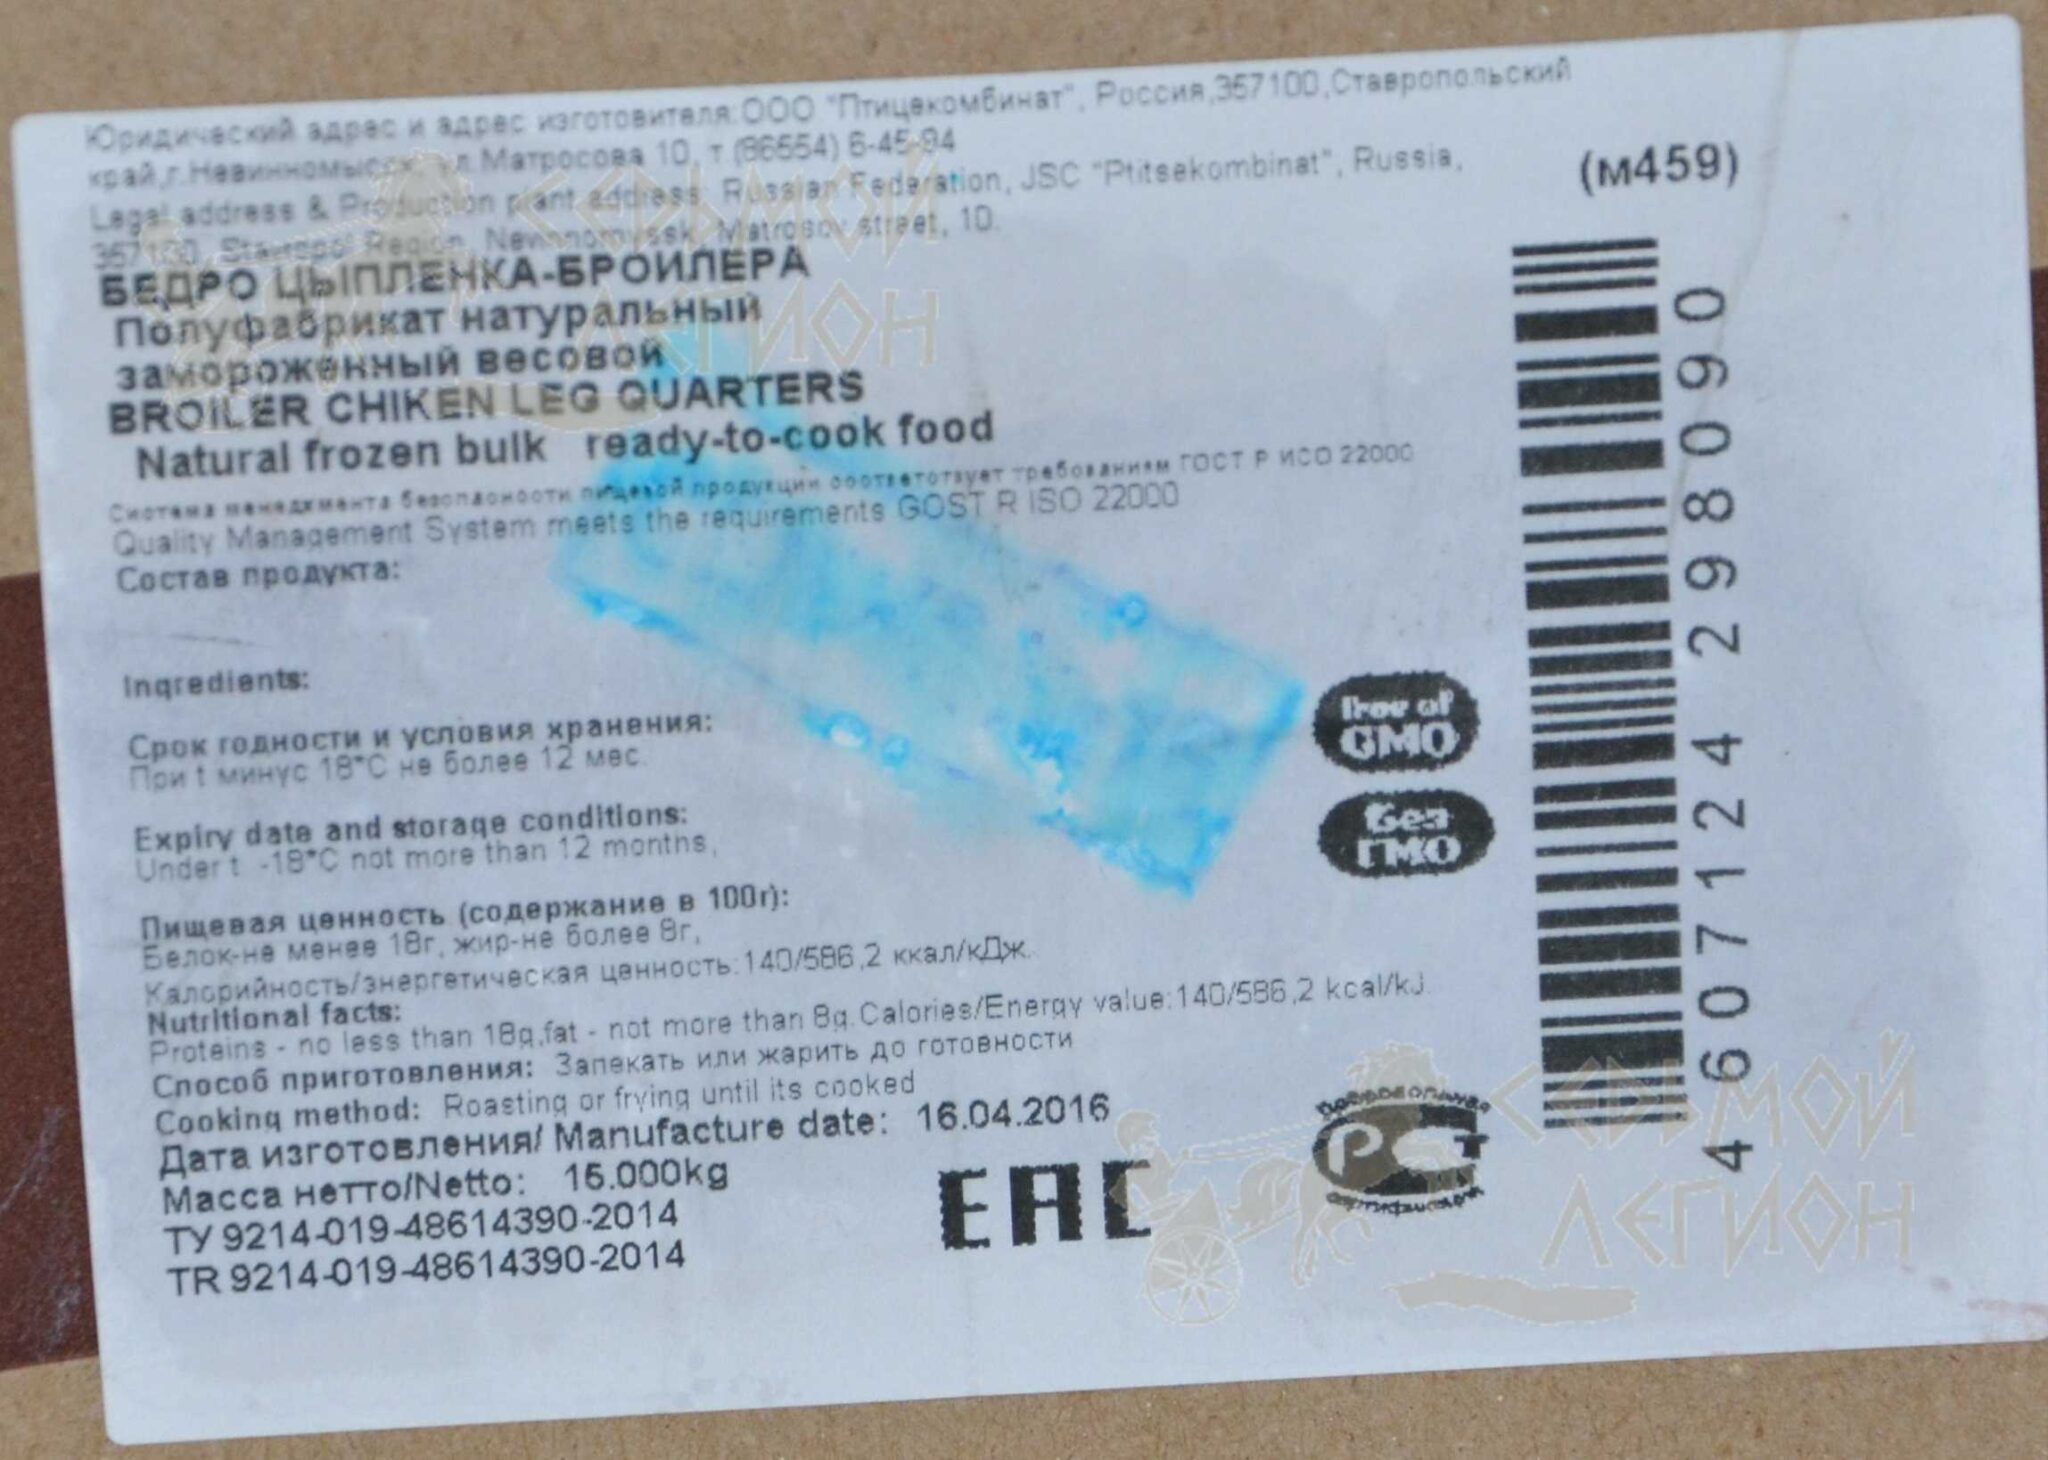 Юридический адрес и адрес изготовителя:ООО "Птицекомбинат", Россия,357100,Ставропольский
край,г.Невинномысск, ул.Матросова 10, т (86554) 6-45-94
Legal address & Production plant address: Russian Federation, JSC "Ptitsekombinat", Russia,
357100, Stavropol Region, Nevinnomyssk, Matrosov street, 10.
(м459)
БЕДРО ЦЫПЛЕНКА-БРОИЛЕРА
Полуфабрикат натуральный
замороженный весовой
BROILER CHIKEN LEG QUARTERS
Natural frozen bulk ready-to-cook food
Система менеджмента безопасности пищевой продукции соответствует требованиям ГОСТ Р ИСО 22000
Quality Management System meets the requirements GOST R ISO 22000
Состав продукта:
Ingredients:
Срок годности и условия хранения:
При t минус 18°C не более 12 мес.
Expiry date and storage conditions:
Under t -18°C not more than 12 months,
Пищевая ценность (содержание в 100г):
Белок-не менее 18г, жир-не более 8г,
Калорийность/энергетическая ценность:140/586,2 ккал/кДж.
Nutritional facts:
Proteins - no less than 18g,fat - not more than 8g.Calories/Energy value:140/586,2 kcal/kJ.
Способ приготовления: Запекать или жарить до готовности
Cooking method: Roasting or frying until its cooked
Дата изготовления/ Manufacture date: 16.04.2016
Масса нетто/Netto: 15.000kg
ТУ 9214-019-48614390-2014
TR 9214-019-48614390-2014
free of
GMO
Без
ГМО
EAC
Добровольная
РСТ
сертификация
4607124298090
СЕДЬМОЙ
ЛЕГИОН
СЕДЬМОЙ
ЛЕГИОН